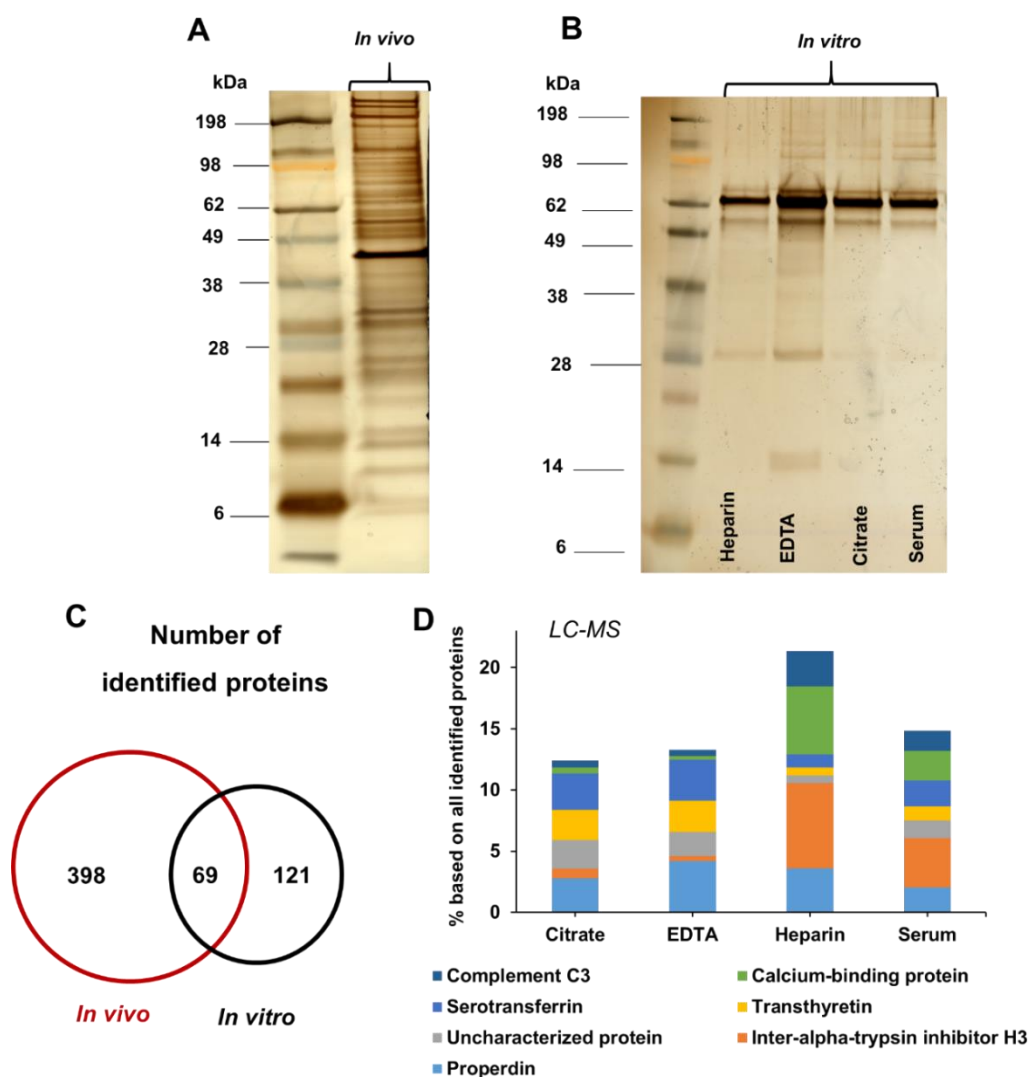 A
In vivo
kDa
198
98
62
49
38
28
14
6
B
In vitro
kDa
198
98
62
49
38
28
14
6
Heparin
EDTA
Citrate
Serum
C
Number of
identified proteins
398
69
121
In vivo
In vitro
D
LC-MS
% based on all identified proteins
20
15
10
5
0
Citrate EDTA Heparin Serum
Complement C3
Calcium-binding protein
Serotransferrin
Transthyretin
Uncharacterized protein
Inter-alpha-trypsin inhibitor H3
Properdin